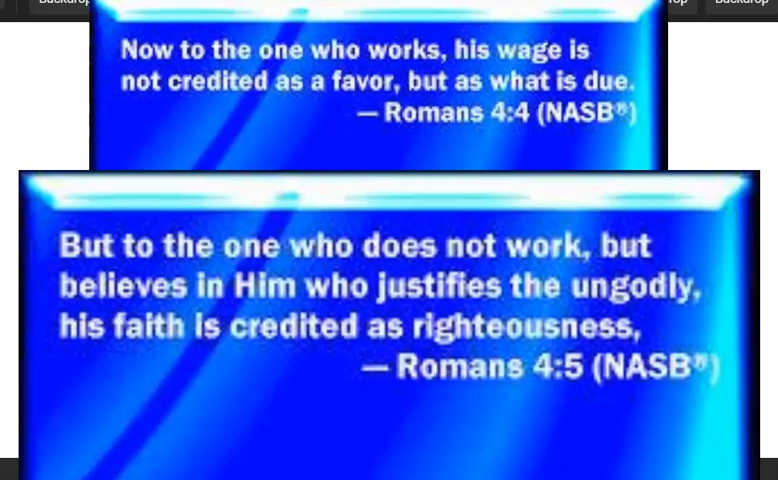 Backdrop
Backdrop
Now to the one who works, his wage is
not credited as a favor, but as what is due.
— Romans 4:4 (NASB®)
But to the one who does not work, but
believes in Him who justifies the ungodly,
his faith is credited as righteousness,
— Romans 4:5 (NASB®)